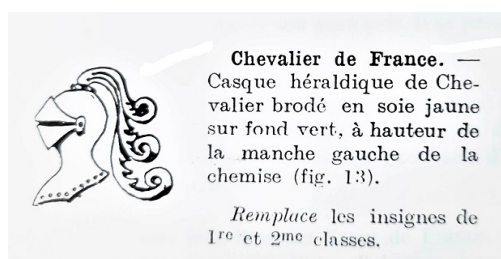 Chevalier de France. —
Casque héraldique de Che-
valier brodé en soie jaune
sur fond vert, à hauteur de
la manche gauche de la
chemise (fig. 13).
Remplace les insignes de
1re et 2me classes.